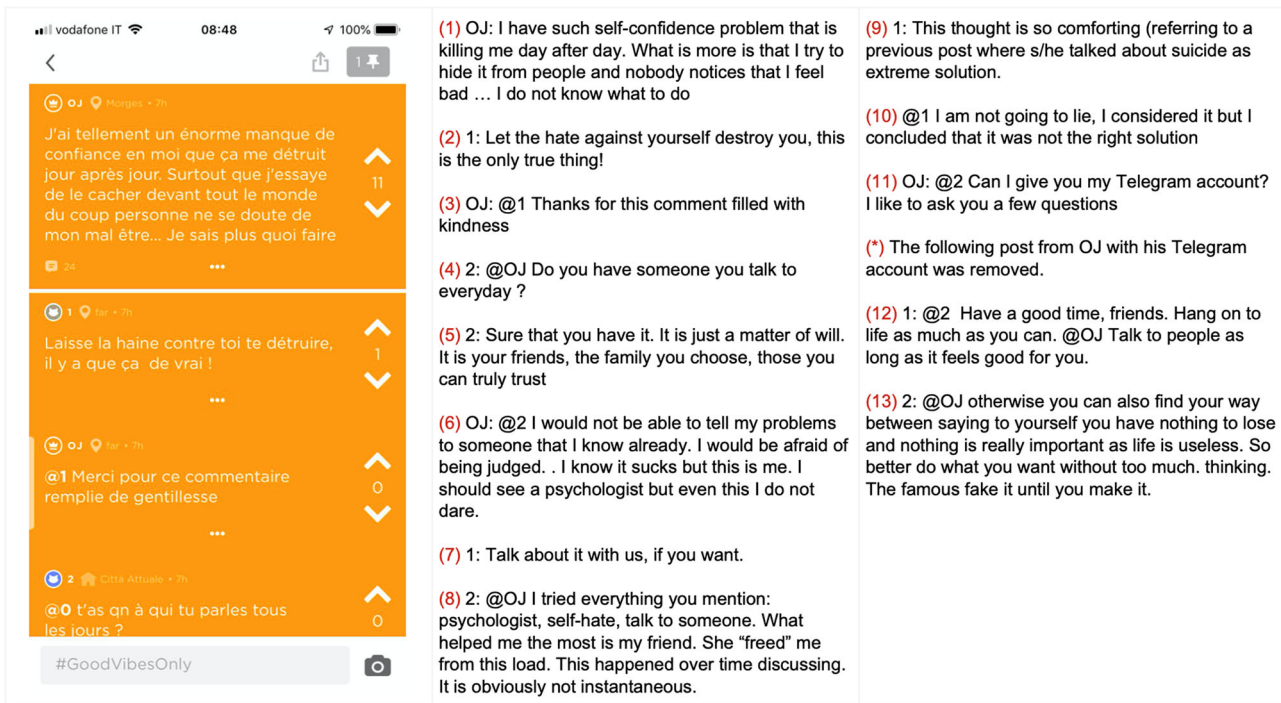 vodafone IT 08:48 100%
1
OJ Morges • 7h
J'ai tellement un énorme manque de
confiance en moi que ça me détruit
jour après jour. Surtout que j'essaye
de le cacher devant tout le monde
du coup personne ne se doute de
mon mal être... Je sais plus quoi faire
11
24
1 far • 7h
Laisse la haine contre toi te détruire,
il y a que ça de vrai !
1
OJ far • 7h
@1 Merci pour ce commentaire
remplie de gentillesse
0
2 Città Attuale • 7h
@0 t'as qn à qui tu parles tous
les jours ?
0
#GoodVibesOnly
(1) OJ: I have such self-confidence problem that is
killing me day after day. What is more is that I try to
hide it from people and nobody notices that I feel
bad … I do not know what to do
(2) 1: Let the hate against yourself destroy you, this
is the only true thing!
(3) OJ: @1 Thanks for this comment filled with
kindness
(4) 2: @OJ Do you have someone you talk to
everyday ?
(5) 2: Sure that you have it. It is just a matter of will.
It is your friends, the family you choose, those you
can truly trust
(6) OJ: @2 I would not be able to tell my problems
to someone that I know already. I would be afraid of
being judged. . I know it sucks but this is me. I
should see a psychologist but even this I do not
dare.
(7) 1: Talk about it with us, if you want.
(8) 2: @OJ I tried everything you mention:
psychologist, self-hate, talk to someone. What
helped me the most is my friend. She “freed” me
from this load. This happened over time discussing.
It is obviously not instantaneous.
(9) 1: This thought is so comforting (referring to a
previous post where s/he talked about suicide as
extreme solution.
(10) @1 I am not going to lie, I considered it but I
concluded that it was not the right solution
(11) OJ: @2 Can I give you my Telegram account?
I like to ask you a few questions
(*) The following post from OJ with his Telegram
account was removed.
(12) 1: @2 Have a good time, friends. Hang on to
life as much as you can. @OJ Talk to people as
long as it feels good for you.
(13) 2: @OJ otherwise you can also find your way
between saying to yourself you have nothing to lose
and nothing is really important as life is useless. So
better do what you want without too much. thinking.
The famous fake it until you make it.